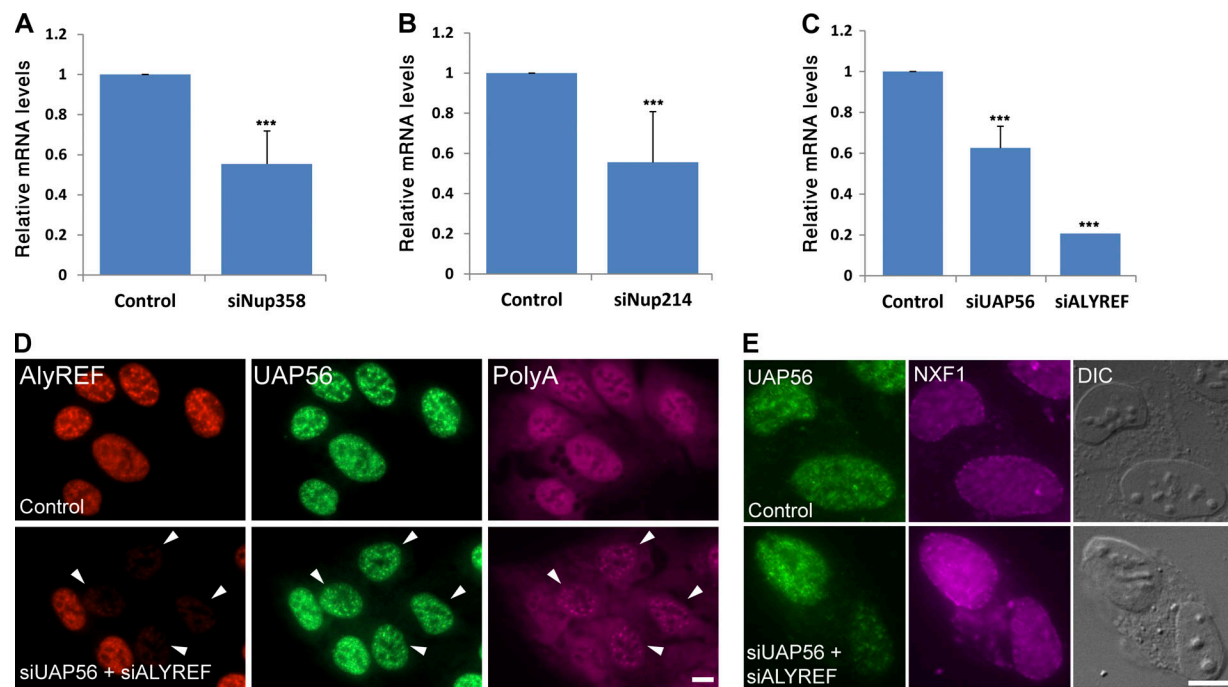 A
1.2
1
0.8
0.6
0.4
0.2
0
Relative mRNA levels
***
Control
siNup358
B
1.2
1
0.8
0.6
0.4
0.2
0
Relative mRNA levels
***
Control
siNup214
C
1.2
1
0.8
0.6
0.4
0.2
0
Relative mRNA levels
***
***
Control
siUAP56
siALYREF
D
AlyREF
UAP56
PolyA
Control
siUAP56 + siALYREF
E
UAP56
NXF1
DIC
Control
siUAP56 +
siALYREF